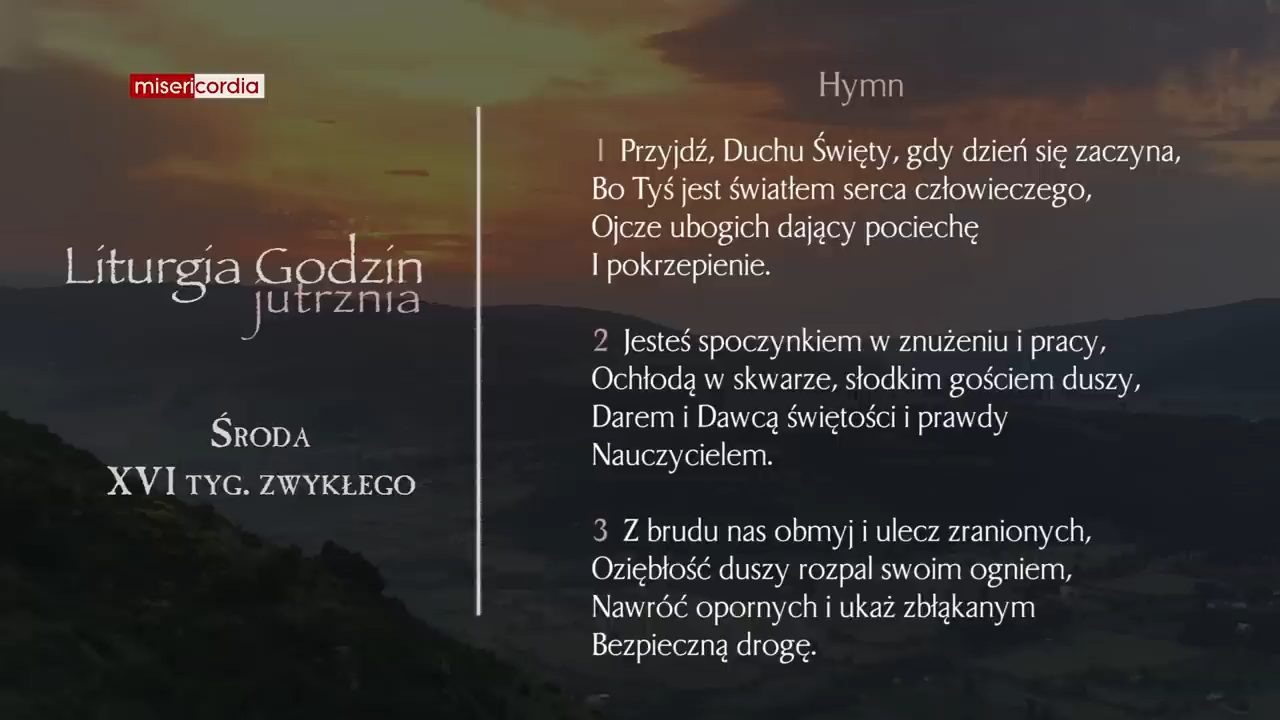 misericordia
Liturgia Godzin
jutrznia
Środa
XVI tyg. zwykłego
Hymn
1 Przyjdź, Duchu Święty, gdy dzień się zaczyna,
Bo Tyś jest światłem serca człowieczego,
Ojcze ubogich dający pociechę
I pokrzepienie.
2 Jesteś spoczynkiem w znużeniu i pracy,
Ochłodą w skwarze, słodkim gościem duszy,
Darem i Dawcą świętości i prawdy
Nauczycielem.
3 Z brudu nas obmyj i ulecz zranionych,
Oziębłość duszy rozpal swoim ogniem,
Nawróć opornych i ukaż zbłąkanym
Bezpieczną drogę.